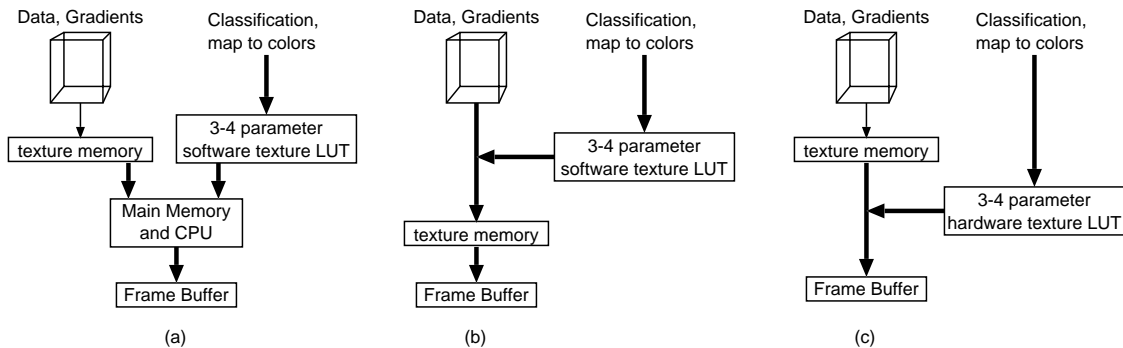 Data, Gradients
Classification,
map to colors
3-4 parameter
software texture LUT
texture memory
Main Memory
and CPU
Frame Buffer
(a)
Data, Gradients
Classification,
map to colors
3-4 parameter
software texture LUT
texture memory
Frame Buffer
(b)
Data, Gradients
Classification,
map to colors
texture memory
3-4 parameter
hardware texture LUT
Frame Buffer
(c)